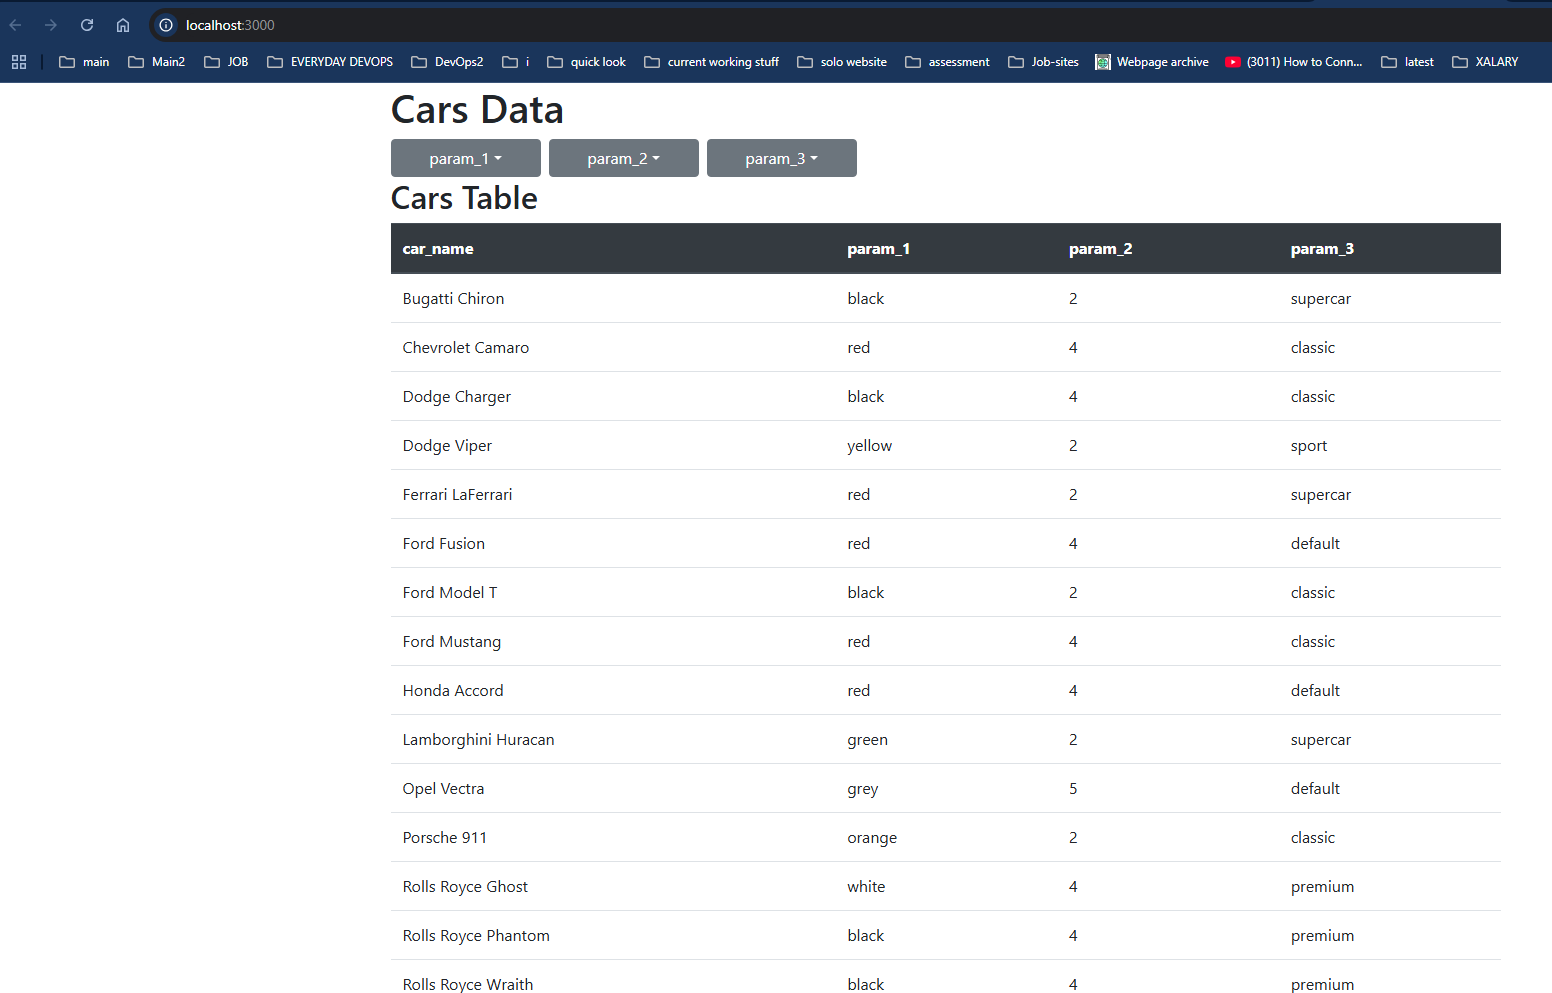 localhost:3000
main Main2 JOB EVERYDAY DEVOPS DevOps2 i quick look current working stuff solo website assessment Job-sites Webpage archive (3011) How to Conn... latest XALARY
Cars Data
param_1 param_2 param_3
Cars Table
car_name param_1 param_2 param_3
Bugatti Chiron black 2 supercar
Chevrolet Camaro red 4 classic
Dodge Charger black 4 classic
Dodge Viper yellow 2 sport
Ferrari LaFerrari red 2 supercar
Ford Fusion red 4 default
Ford Model T black 2 classic
Ford Mustang red 4 classic
Honda Accord red 4 default
Lamborghini Huracan green 2 supercar
Opel Vectra grey 5 default
Porsche 911 orange 2 classic
Rolls Royce Ghost white 4 premium
Rolls Royce Phantom black 4 premium
Rolls Royce Wraith black 4 premium